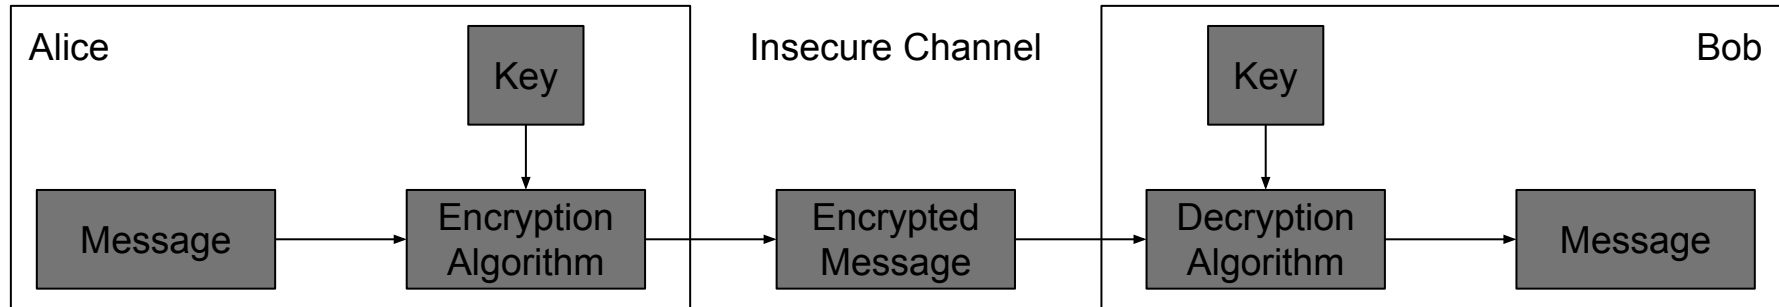 Alice
Key
Insecure Channel
Key
Bob
Message
Encryption
Algorithm
Encrypted
Message
Decryption
Algorithm
Message